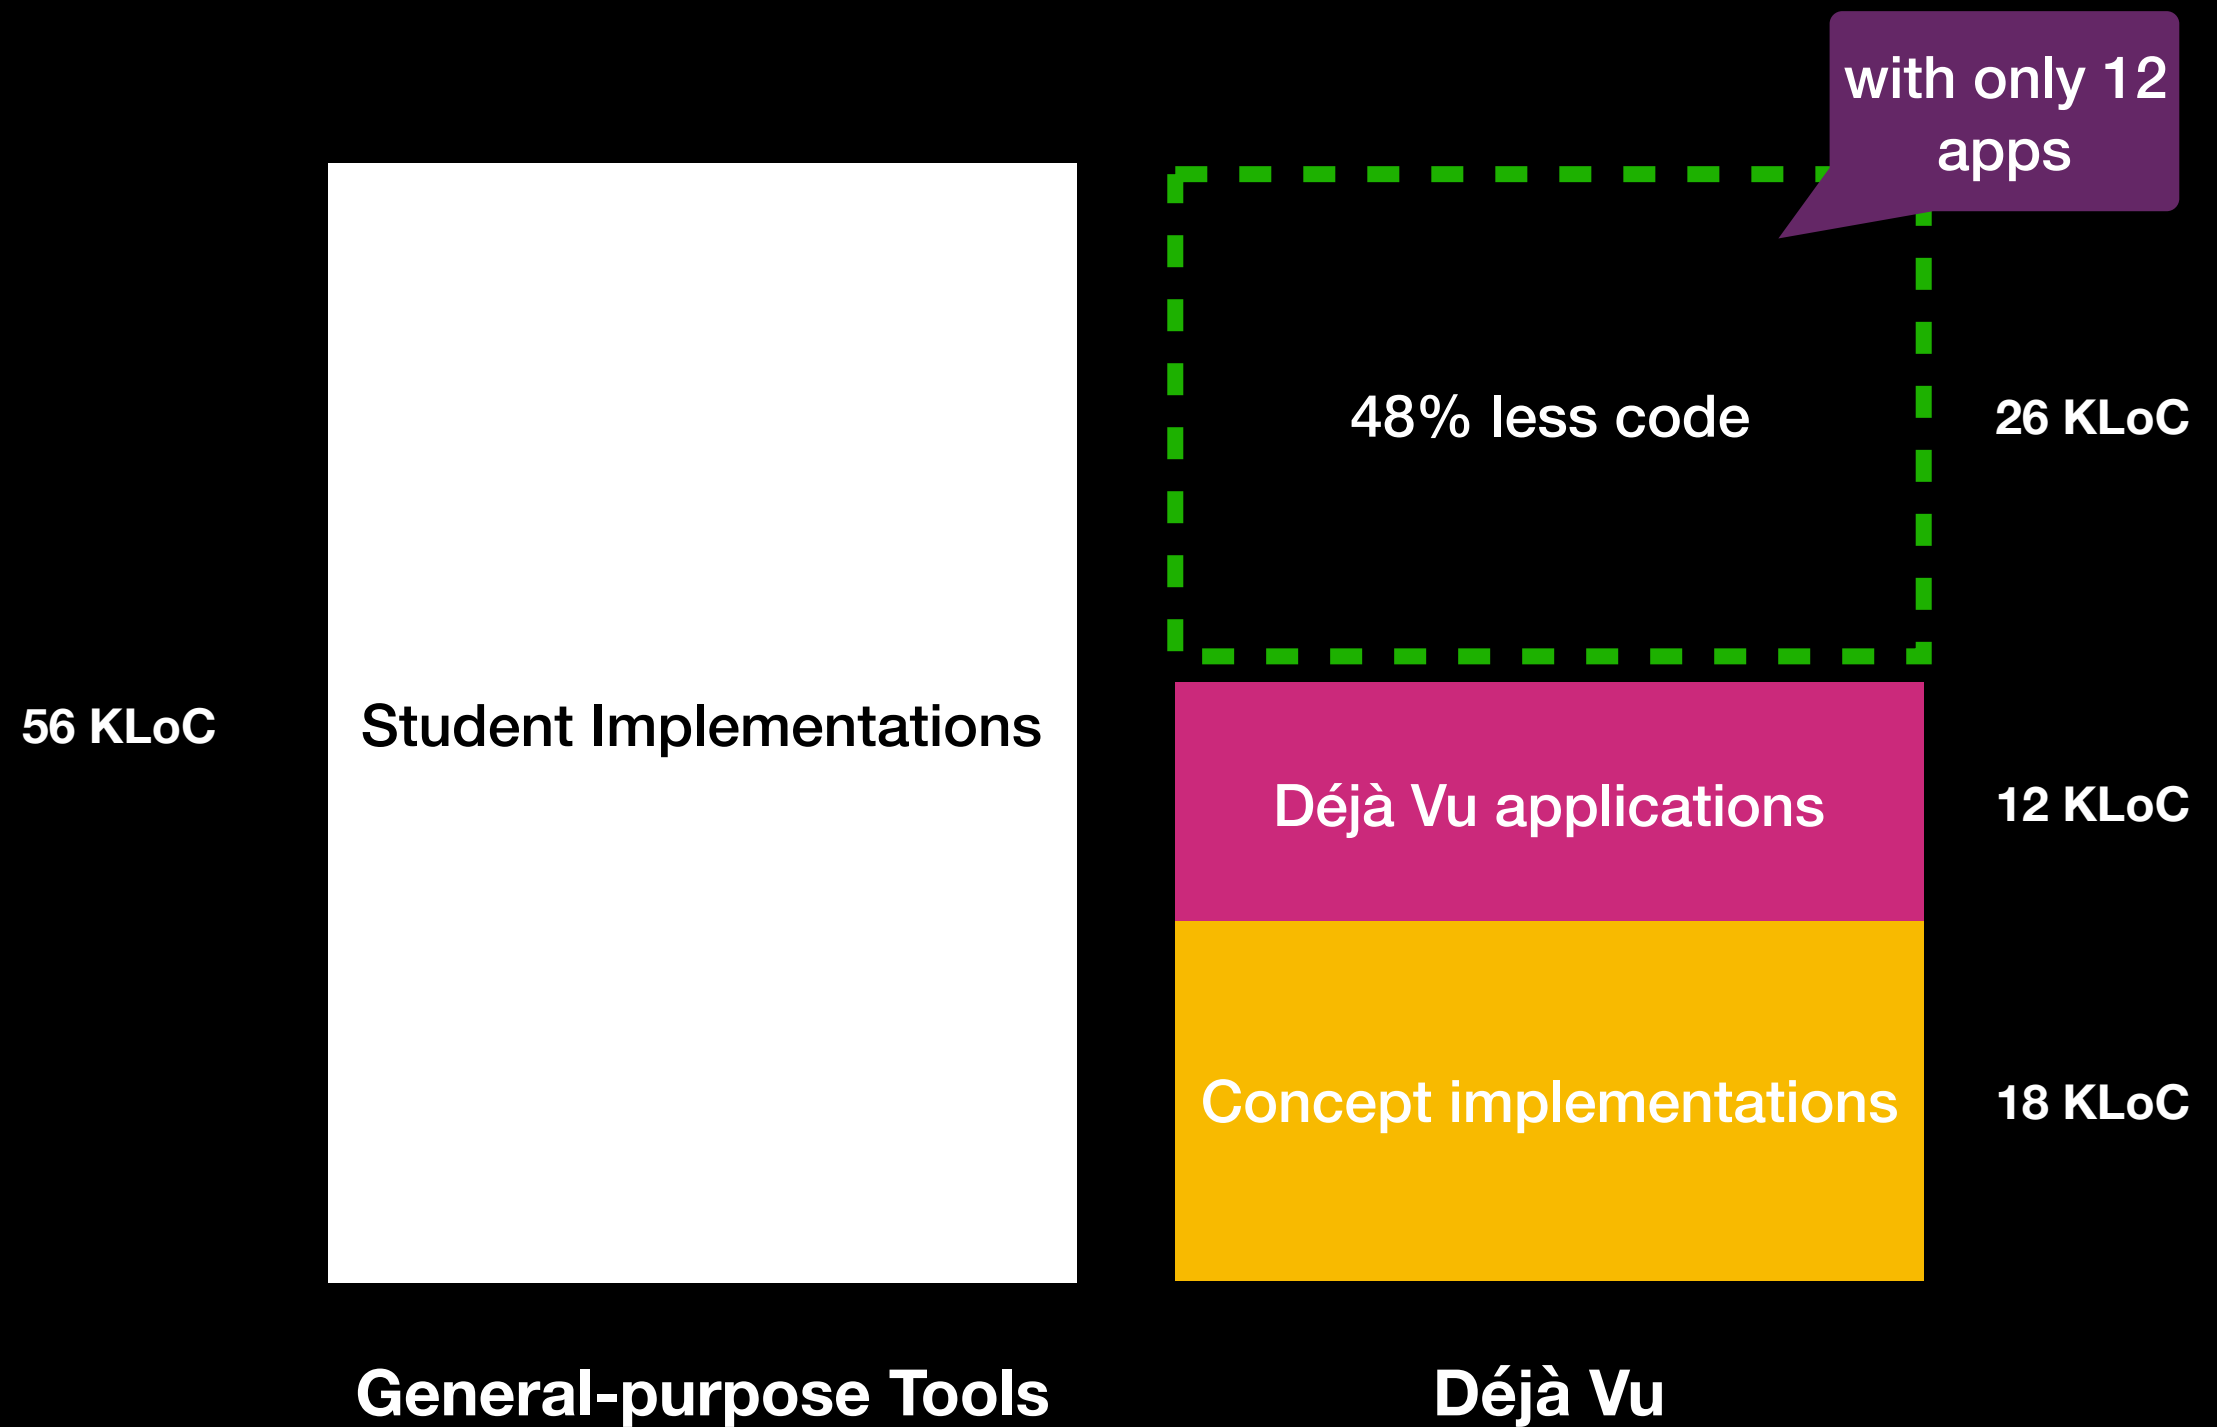 with only 12
apps
48% less code
26 KLoC
56 KLoC
Student Implementations
Déjà Vu applications
12 KLoC
Concept implementations
18 KLoC
General-purpose Tools
Déjà Vu